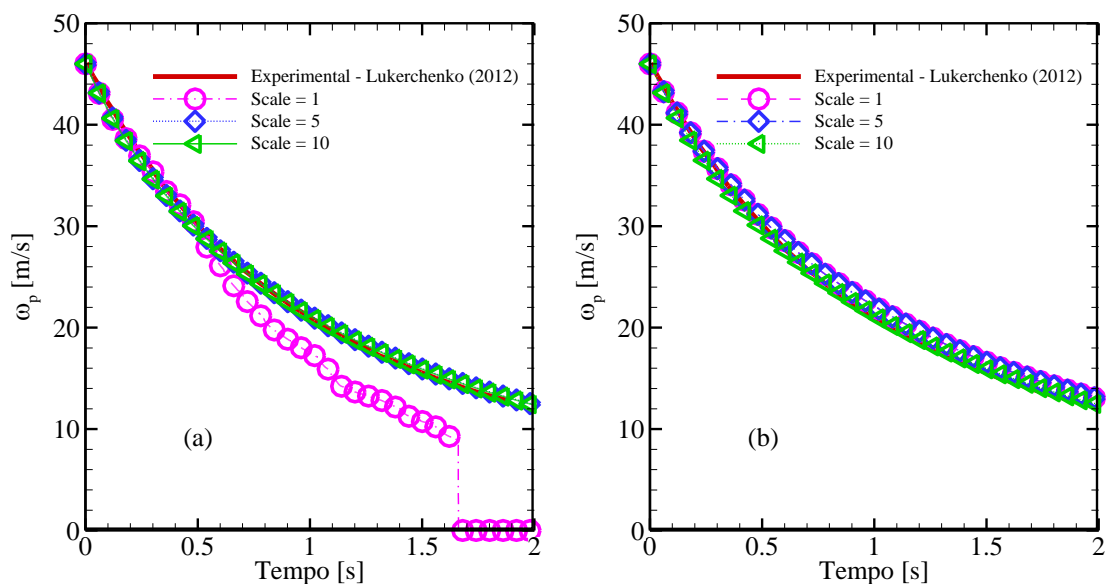 50
40
30
20
10
0
ω_p [m/s]
Experimental - Lukerchenko (2012)
Scale = 1
Scale = 5
Scale = 10
(a)
0
0.5
1
1.5
2
Tempo [s]
50
40
30
20
10
0
ω_p [m/s]
Experimental - Lukerchenko (2012)
Scale = 1
Scale = 5
Scale = 10
(b)
0
0.5
1
1.5
2
Tempo [s]